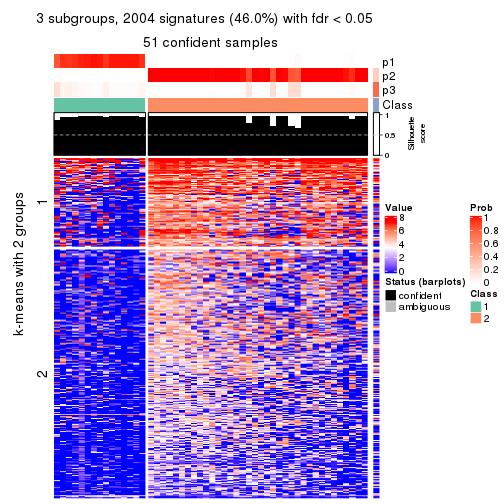 3 subgroups, 2004 signatures (46.0%) with fdr < 0.05
51 confident samples
p1
p2
p3
Class
1
0.5
0
Silhouette
score
k-means with 2 groups
1
2
Value
8
6
4
2
0
Status (barplots)
confident
ambiguous
Prob
1
0.8
0.6
0.4
0.2
0
Class
1
2